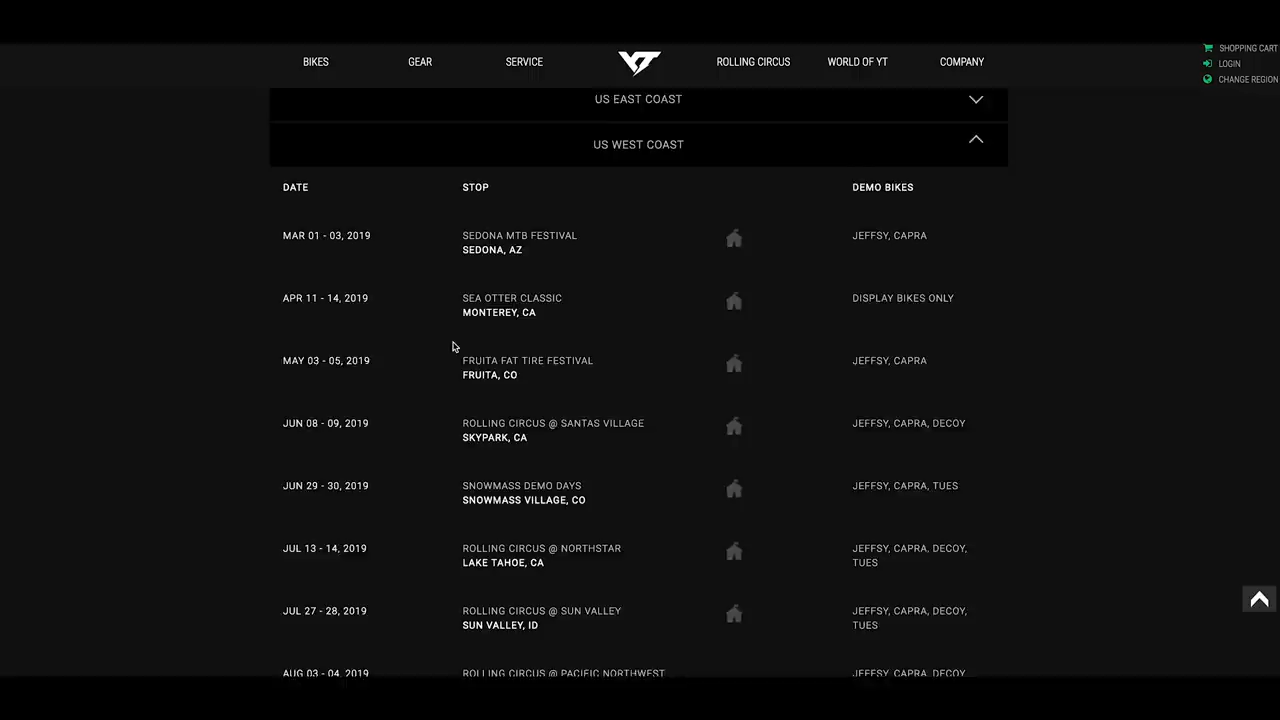 BIKES
GEAR
SERVICE
YT
ROLLING CIRCUS
WORLD OF YT
COMPANY
SHOPPING CART
LOGIN
CHANGE REGION
US EAST COAST
US WEST COAST
DATE STOP DEMO BIKES
MAR 01 - 03, 2019 SEDONA MTB FESTIVAL JEFFSY, CAPRA
SEDONA, AZ
APR 11 - 14, 2019 SEA OTTER CLASSIC DISPLAY BIKES ONLY
MONTEREY, CA
MAY 03 - 05, 2019 FRUITA FAT TIRE FESTIVAL JEFFSY, CAPRA
FRUITA, CO
JUN 08 - 09, 2019 ROLLING CIRCUS @ SANTAS VILLAGE JEFFSY, CAPRA, DECOY
SKYPARK, CA
JUN 29 - 30, 2019 SNOWMASS DEMO DAYS JEFFSY, CAPRA, TUES
SNOWMASS VILLAGE, CO
JUL 13 - 14, 2019 ROLLING CIRCUS @ NORTHSTAR JEFFSY, CAPRA, DECOY,
LAKE TAHOE, CA TUES
JUL 27 - 28, 2019 ROLLING CIRCUS @ SUN VALLEY JEFFSY, CAPRA, DECOY,
SUN VALLEY, ID TUES
AUG 03 - 04, 2019 ROLLING CIRCUS @ PACIFIC NORTHWEST JEFFSY, CAPRA, DECOY